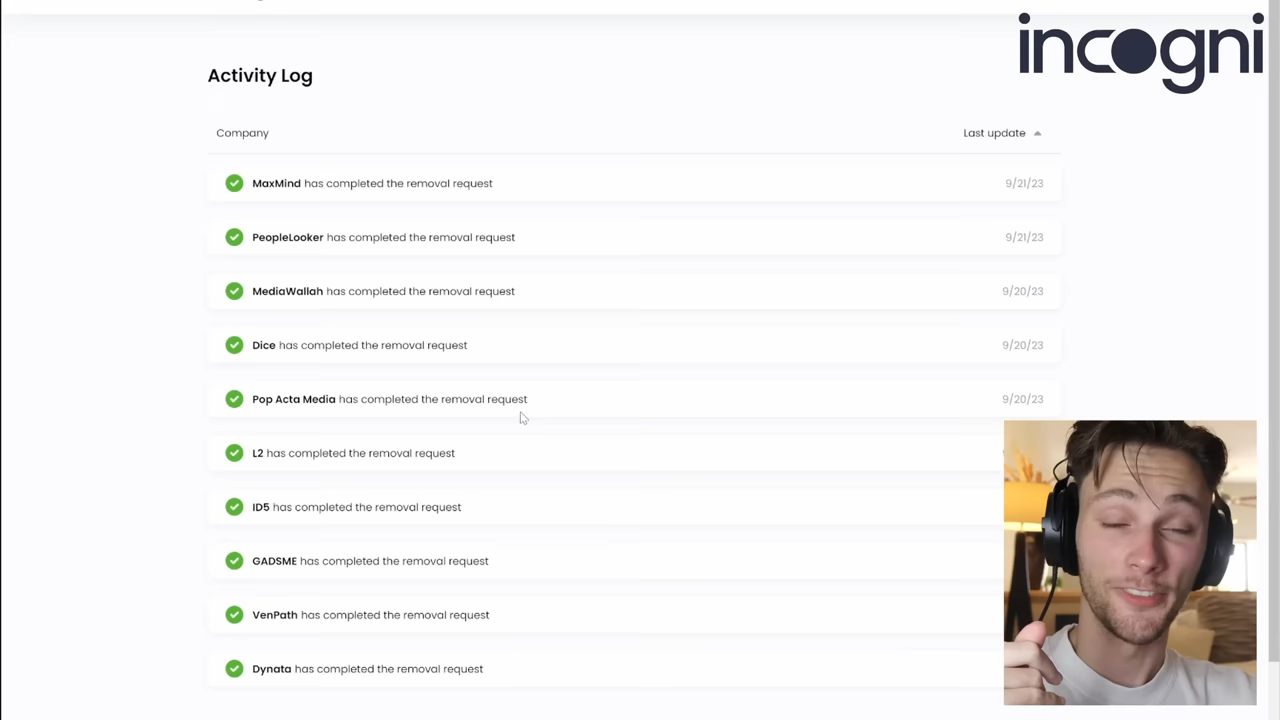 incogni
Activity Log
Company Last update
MaxMind has completed the removal request 9/21/23
PeopleLooker has completed the removal request 9/21/23
MediaWallah has completed the removal request 9/20/23
Dice has completed the removal request 9/20/23
Pop Acta Media has completed the removal request 9/20/23
L2 has completed the removal request
ID5 has completed the removal request
GADSME has completed the removal request
VenPath has completed the removal request
Dynata has completed the removal request